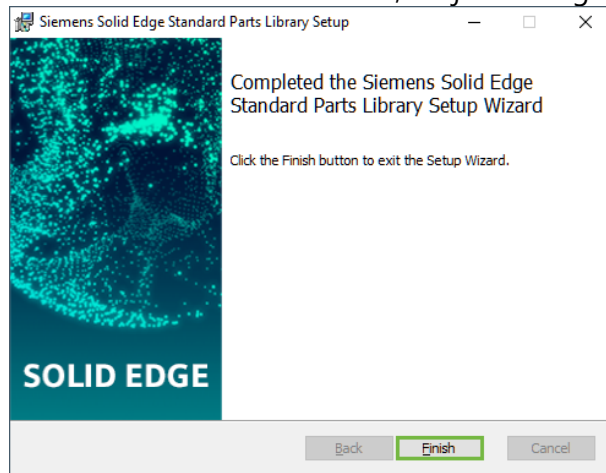 Siemens Solid Edge Standard Parts Library Setup
Completed the Siemens Solid Edge
Standard Parts Library Setup Wizard
Click the Finish button to exit the Setup Wizard.
SOLID EDGE
Back Finish Cancel